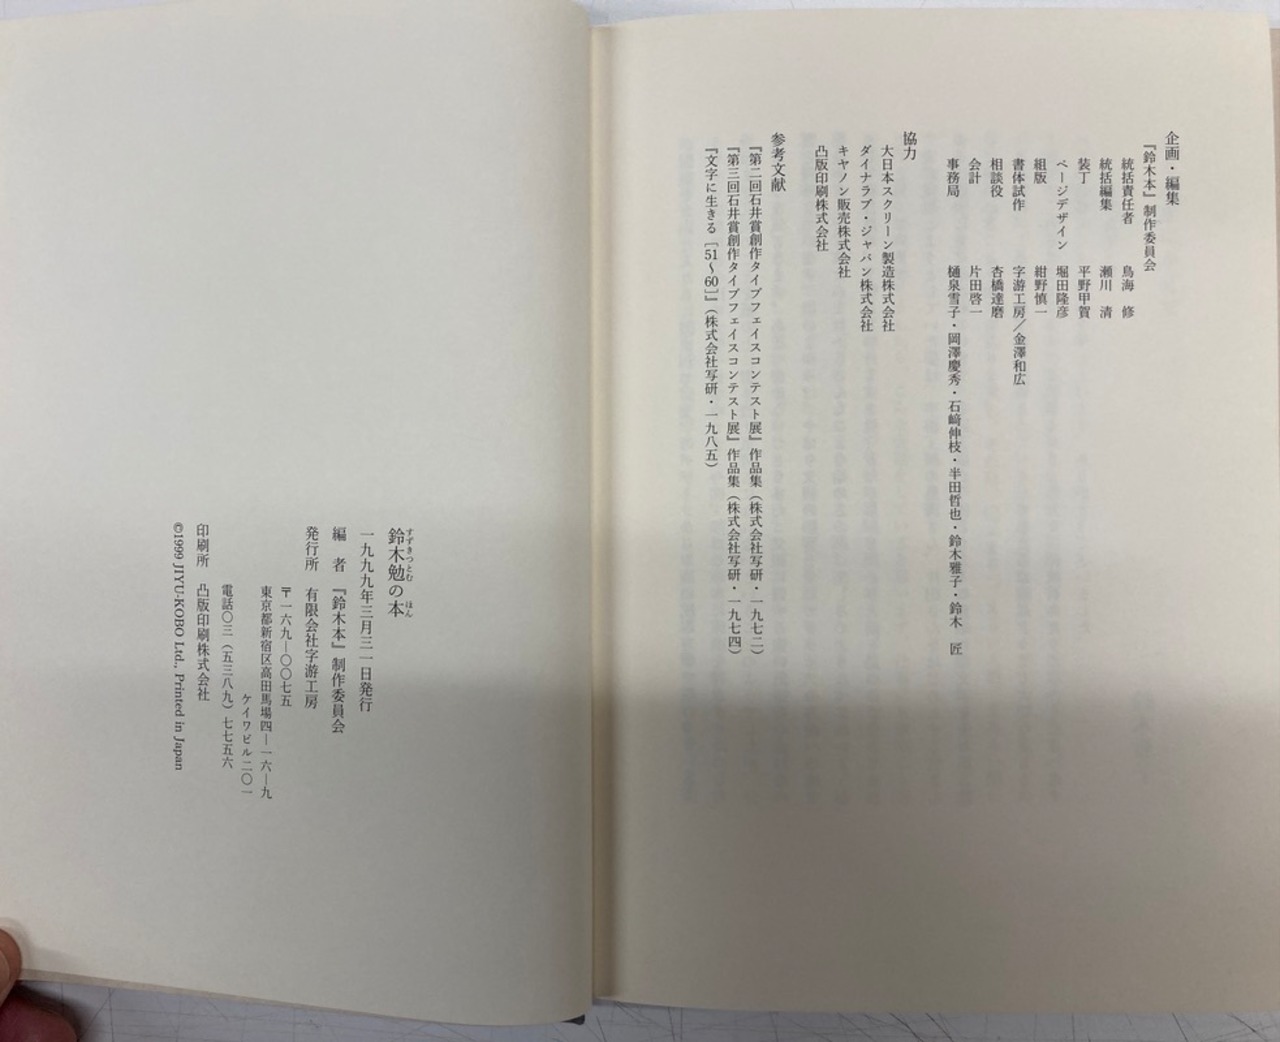 企画・編集
『鈴木本』制作委員会
統括責任者 鳥海 修
統括編集 瀬川 清
装丁 平野甲賀
ページデザイン 堀田隆彦
組版 紺野慎一
書体試作 字游工房／金澤和広
相談役 杏橋達磨
会計 片田啓一
事務局 樋泉雪子・岡澤慶秀・石﨑伸枝・半田哲也・鈴木雅子・鈴木 匠
協力
大日本スクリーン製造株式会社
ダイナラブ・ジャパン株式会社
キヤノン販売株式会社
凸版印刷株式会社
参考文献
『第二回石井賞創作タイプフェイスコンテスト展』作品集（株式会社写研・一九七二）
『第三回石井賞創作タイプフェイスコンテスト展』作品集（株式会社写研・一九七四）
『文字に生きる［51〜60］』（株式会社写研・一九八五）
すずきつとむ ほん
鈴木勉の本
一九九九年三月三一日発行
編 者 『鈴木本』制作委員会
発行所 有限会社字游工房
〒一六九―〇〇七五
東京都新宿区高田馬場四―一六―九
ケイワビル二〇一
電話〇三（五三八九）七七五六
印刷所 凸版印刷株式会社
©1999 JIYU-KOBO Ltd., Printed in Japan